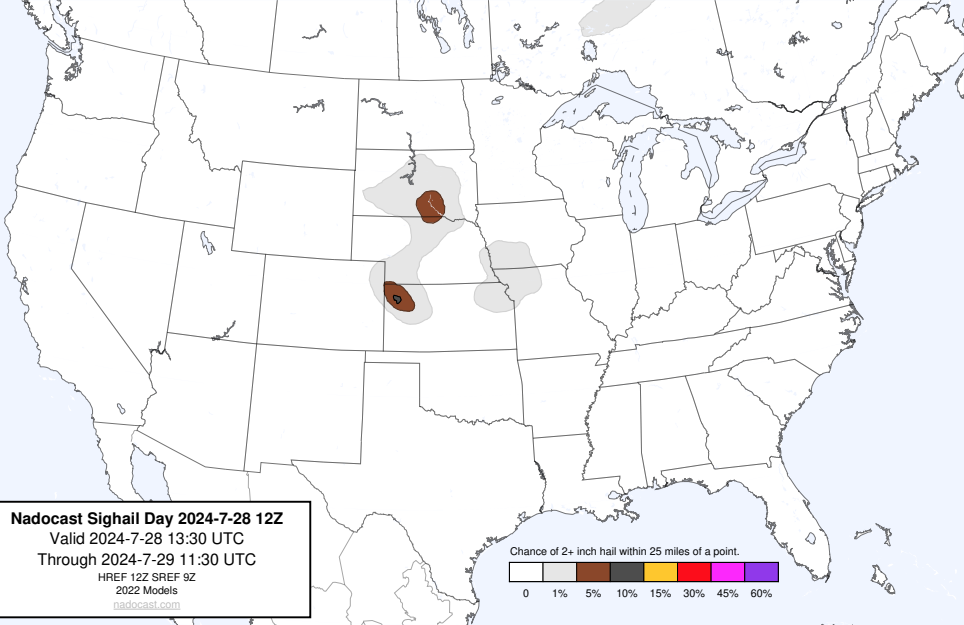 Nadocast Sighail Day 2024-7-28 12Z
Valid 2024-7-28 13:30 UTC
Through 2024-7-29 11:30 UTC
HREF 12Z SREF 9Z
2022 Models
nadocast.com
Chance of 2+ inch hail within 25 miles of a point.
0 1% 5% 10% 15% 30% 45% 60%